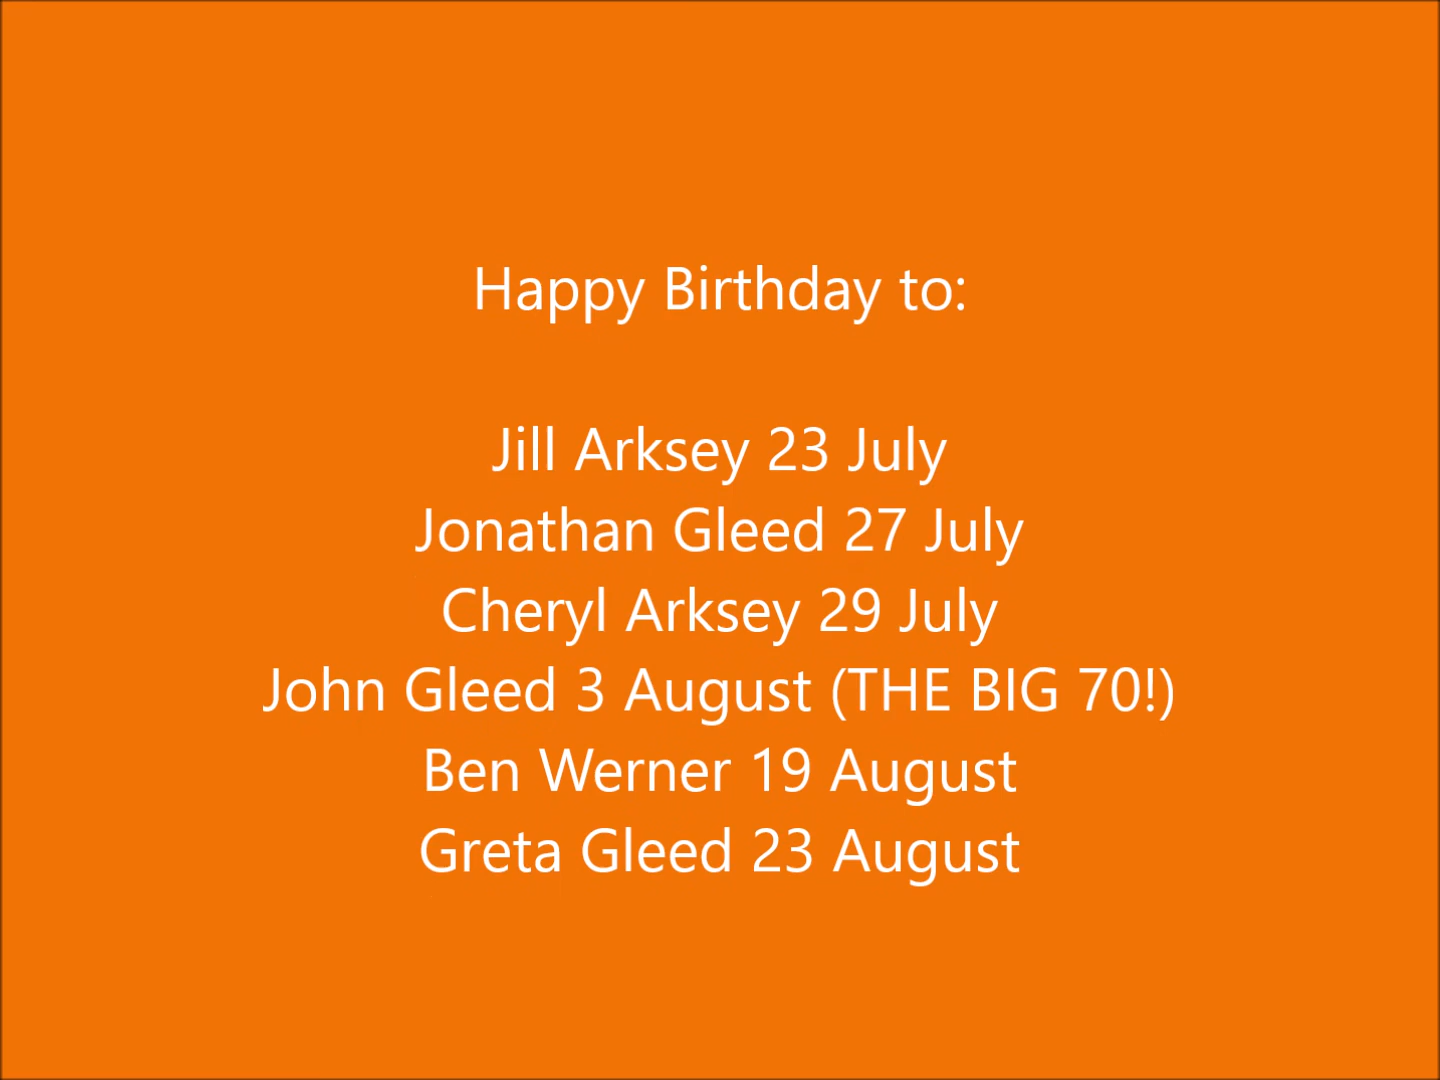 Happy Birthday to:
Jill Arksey 23 July
Jonathan Gleed 27 July
Cheryl Arksey 29 July
John Gleed 3 August (THE BIG 70!)
Ben Werner 19 August
Greta Gleed 23 August